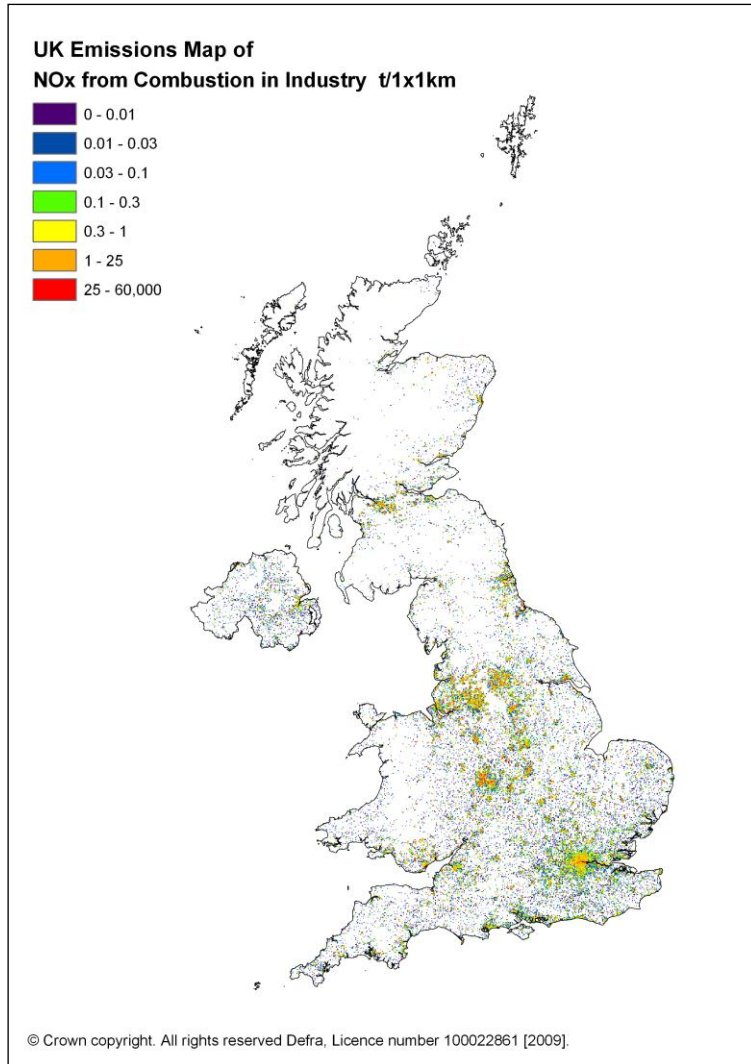 UK Emissions Map of
NOx from Combustion in Industry t/1x1km
0 - 0.01
0.01 - 0.03
0.03 - 0.1
0.1 - 0.3
0.3 - 1
1 - 25
25 - 60,000
© Crown copyright. All rights reserved Defra, Licence number 100022861 [2009].